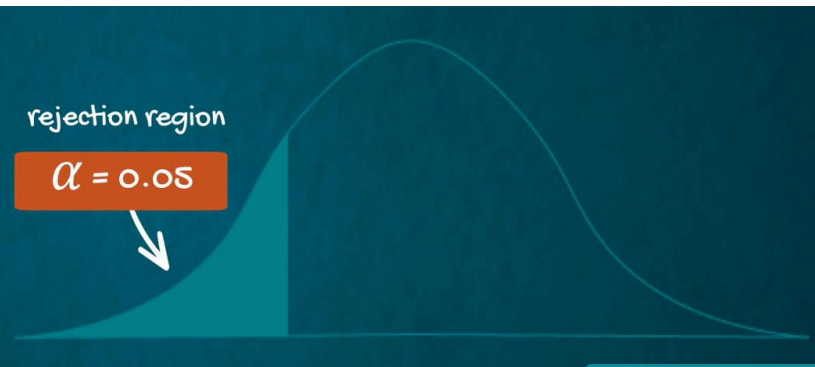 rejection region
α = 0.05